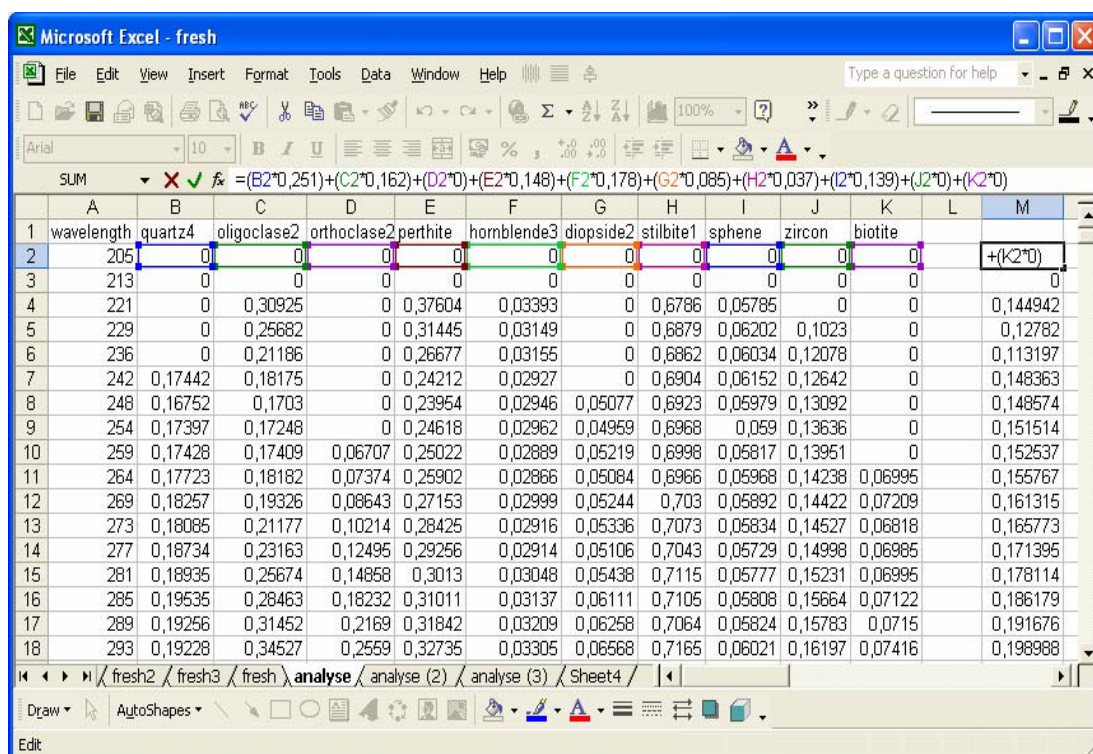 Microsoft Excel - fresh
File Edit View Insert Format Tools Data Window Help Type a question for help
100%
Arial 10 B I U
SUM =(B2*0,251)+(C2*0,162)+(D2*0)+(E2*0,148)+(F2*0,178)+(G2*0,085)+(H2*0,037)+(I2*0,139)+(J2*0)+(K2*0)
A B C D E F G H I J K L M
1 wavelength quartz4 oligoclase2 orthoclase2 perthite hornblende3 diopside2 stilbite1 sphene zircon biotite
2 205 0 0 0 0 0 0 0 0 0 0 +(K2*0)
3 213 0 0 0 0 0 0 0 0 0 0 0
4 221 0 0,30925 0 0,37604 0,03393 0 0,6786 0,05785 0 0 0,144942
5 229 0 0,25682 0 0,31445 0,03149 0 0,6879 0,06202 0,1023 0 0,12782
6 236 0 0,21186 0 0,26677 0,03155 0 0,6862 0,06034 0,12078 0 0,113197
7 242 0,17442 0,18175 0 0,24212 0,02927 0 0,6904 0,06152 0,12642 0 0,148363
8 248 0,16752 0,1703 0 0,23954 0,02946 0,05077 0,6923 0,05979 0,13092 0 0,148574
9 254 0,17397 0,17248 0 0,24618 0,02962 0,04959 0,6968 0,059 0,13636 0 0,151514
10 259 0,17428 0,17409 0,06707 0,25022 0,02889 0,05219 0,6998 0,05817 0,13951 0 0,152537
11 264 0,17723 0,18182 0,07374 0,25902 0,02866 0,05084 0,6966 0,05968 0,14238 0,06995 0,155767
12 269 0,18257 0,19326 0,08643 0,27153 0,02999 0,05244 0,703 0,05892 0,14422 0,07209 0,161315
13 273 0,18085 0,21177 0,10214 0,28425 0,02916 0,05336 0,7073 0,05834 0,14527 0,06818 0,165773
14 277 0,18734 0,23163 0,12495 0,29256 0,02914 0,05106 0,7043 0,05729 0,14998 0,06985 0,171395
15 281 0,18935 0,25674 0,14858 0,3013 0,03048 0,05438 0,7115 0,05777 0,15231 0,06995 0,178114
16 285 0,19535 0,28463 0,18232 0,31011 0,03137 0,06111 0,7105 0,05808 0,15664 0,07122 0,186179
17 289 0,19256 0,31452 0,2169 0,31842 0,03209 0,06258 0,7064 0,05824 0,15783 0,0715 0,191676
18 293 0,19228 0,34527 0,2559 0,32735 0,03305 0,06568 0,7165 0,06021 0,16197 0,07416 0,198988
fresh2 / fresh3 / fresh \ analyse / analyse (2) / analyse (3) / Sheet4 /
Draw AutoShapes
Edit